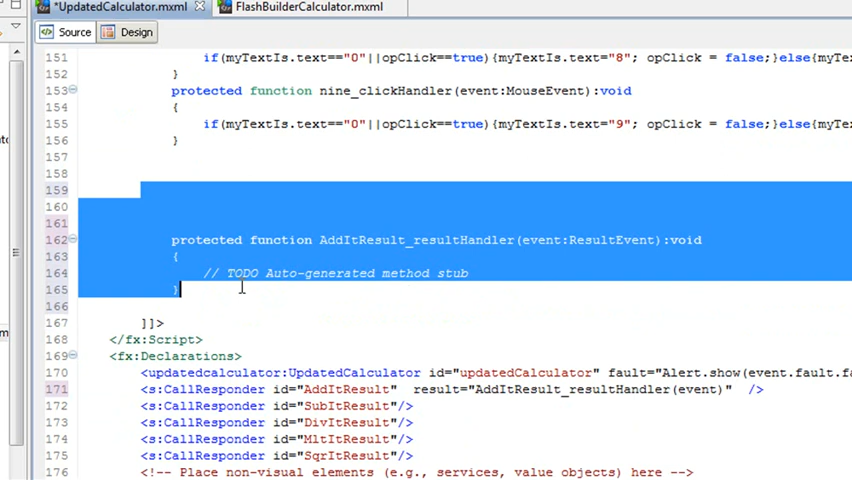 *UpdatedCalculator.mxml FlashBuilderCalculator.mxml
Source Design
151 if(myTextIs.text=="0"||opClick==true){myTextIs.text="8"; opClick = false;}else{myTe
152 }
153 protected function nine_clickHandler(event:MouseEvent):void
154 {
155 if(myTextIs.text=="0"||opClick==true){myTextIs.text="9"; opClick = false;}else{myTe
156 }
157
158
159
160
161
162 protected function AddItResult_resultHandler(event:ResultEvent):void
163 {
164 // TODO Auto-generated method stub
165 }
166
167 ]]>
168 </fx:Script>
169 <fx:Declarations>
170 <updatedcalculator:UpdatedCalculator id="updatedCalculator" fault="Alert.show(event.fault.fa
171 <s:CallResponder id="AddItResult" result="AddItResult_resultHandler(event)" />
172 <s:CallResponder id="SubItResult"/>
173 <s:CallResponder id="DivItResult"/>
174 <s:CallResponder id="MltItResult"/>
175 <s:CallResponder id="SqrItResult"/>
176 <!-- Place non-visual elements (e.g., services, value objects) here -->